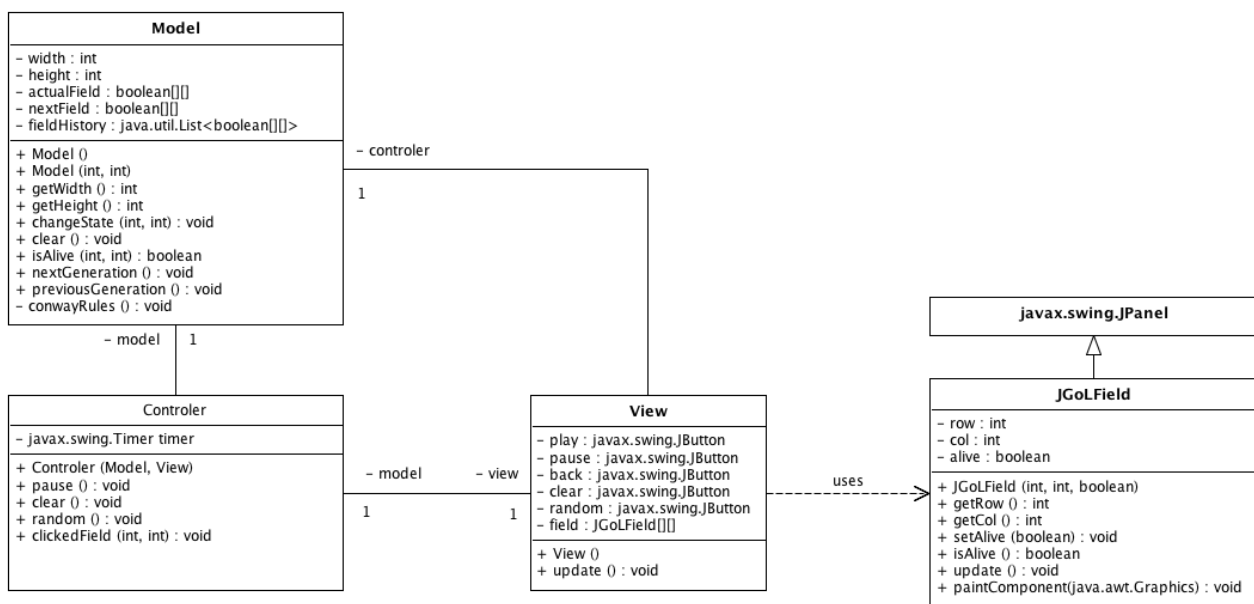 Model
– width : int
– height : int
– actualField : boolean[][]
– nextField : boolean[][]
– fieldHistory : java.util.List<boolean[][]>
+ Model ()
+ Model (int, int)
+ getWidth () : int
+ getHeight () : int
+ changeState (int, int) : void
+ clear () : void
+ isAlive (int, int) : boolean
+ nextGeneration () : void
+ previousGeneration () : void
– conwayRules () : void
– controler
1
– model
1
Controler
– javax.swing.Timer timer
+ Controler (Model, View)
+ pause () : void
+ clear () : void
+ random () : void
+ clickedField (int, int) : void
– model
1
– view
1
View
– play : javax.swing.JButton
– pause : javax.swing.JButton
– back : javax.swing.JButton
– clear : javax.swing.JButton
– random : javax.swing.JButton
– field : JGoLField[][]
+ View ()
+ update () : void
uses
javax.swing.JPanel
JGoLField
– row : int
– col : int
– alive : boolean
+ JGoLField (int, int, boolean)
+ getRow () : int
+ getCol () : int
+ setAlive (boolean) : void
+ isAlive () : boolean
+ update () : void
+ paintComponent(java.awt.Graphics) : void